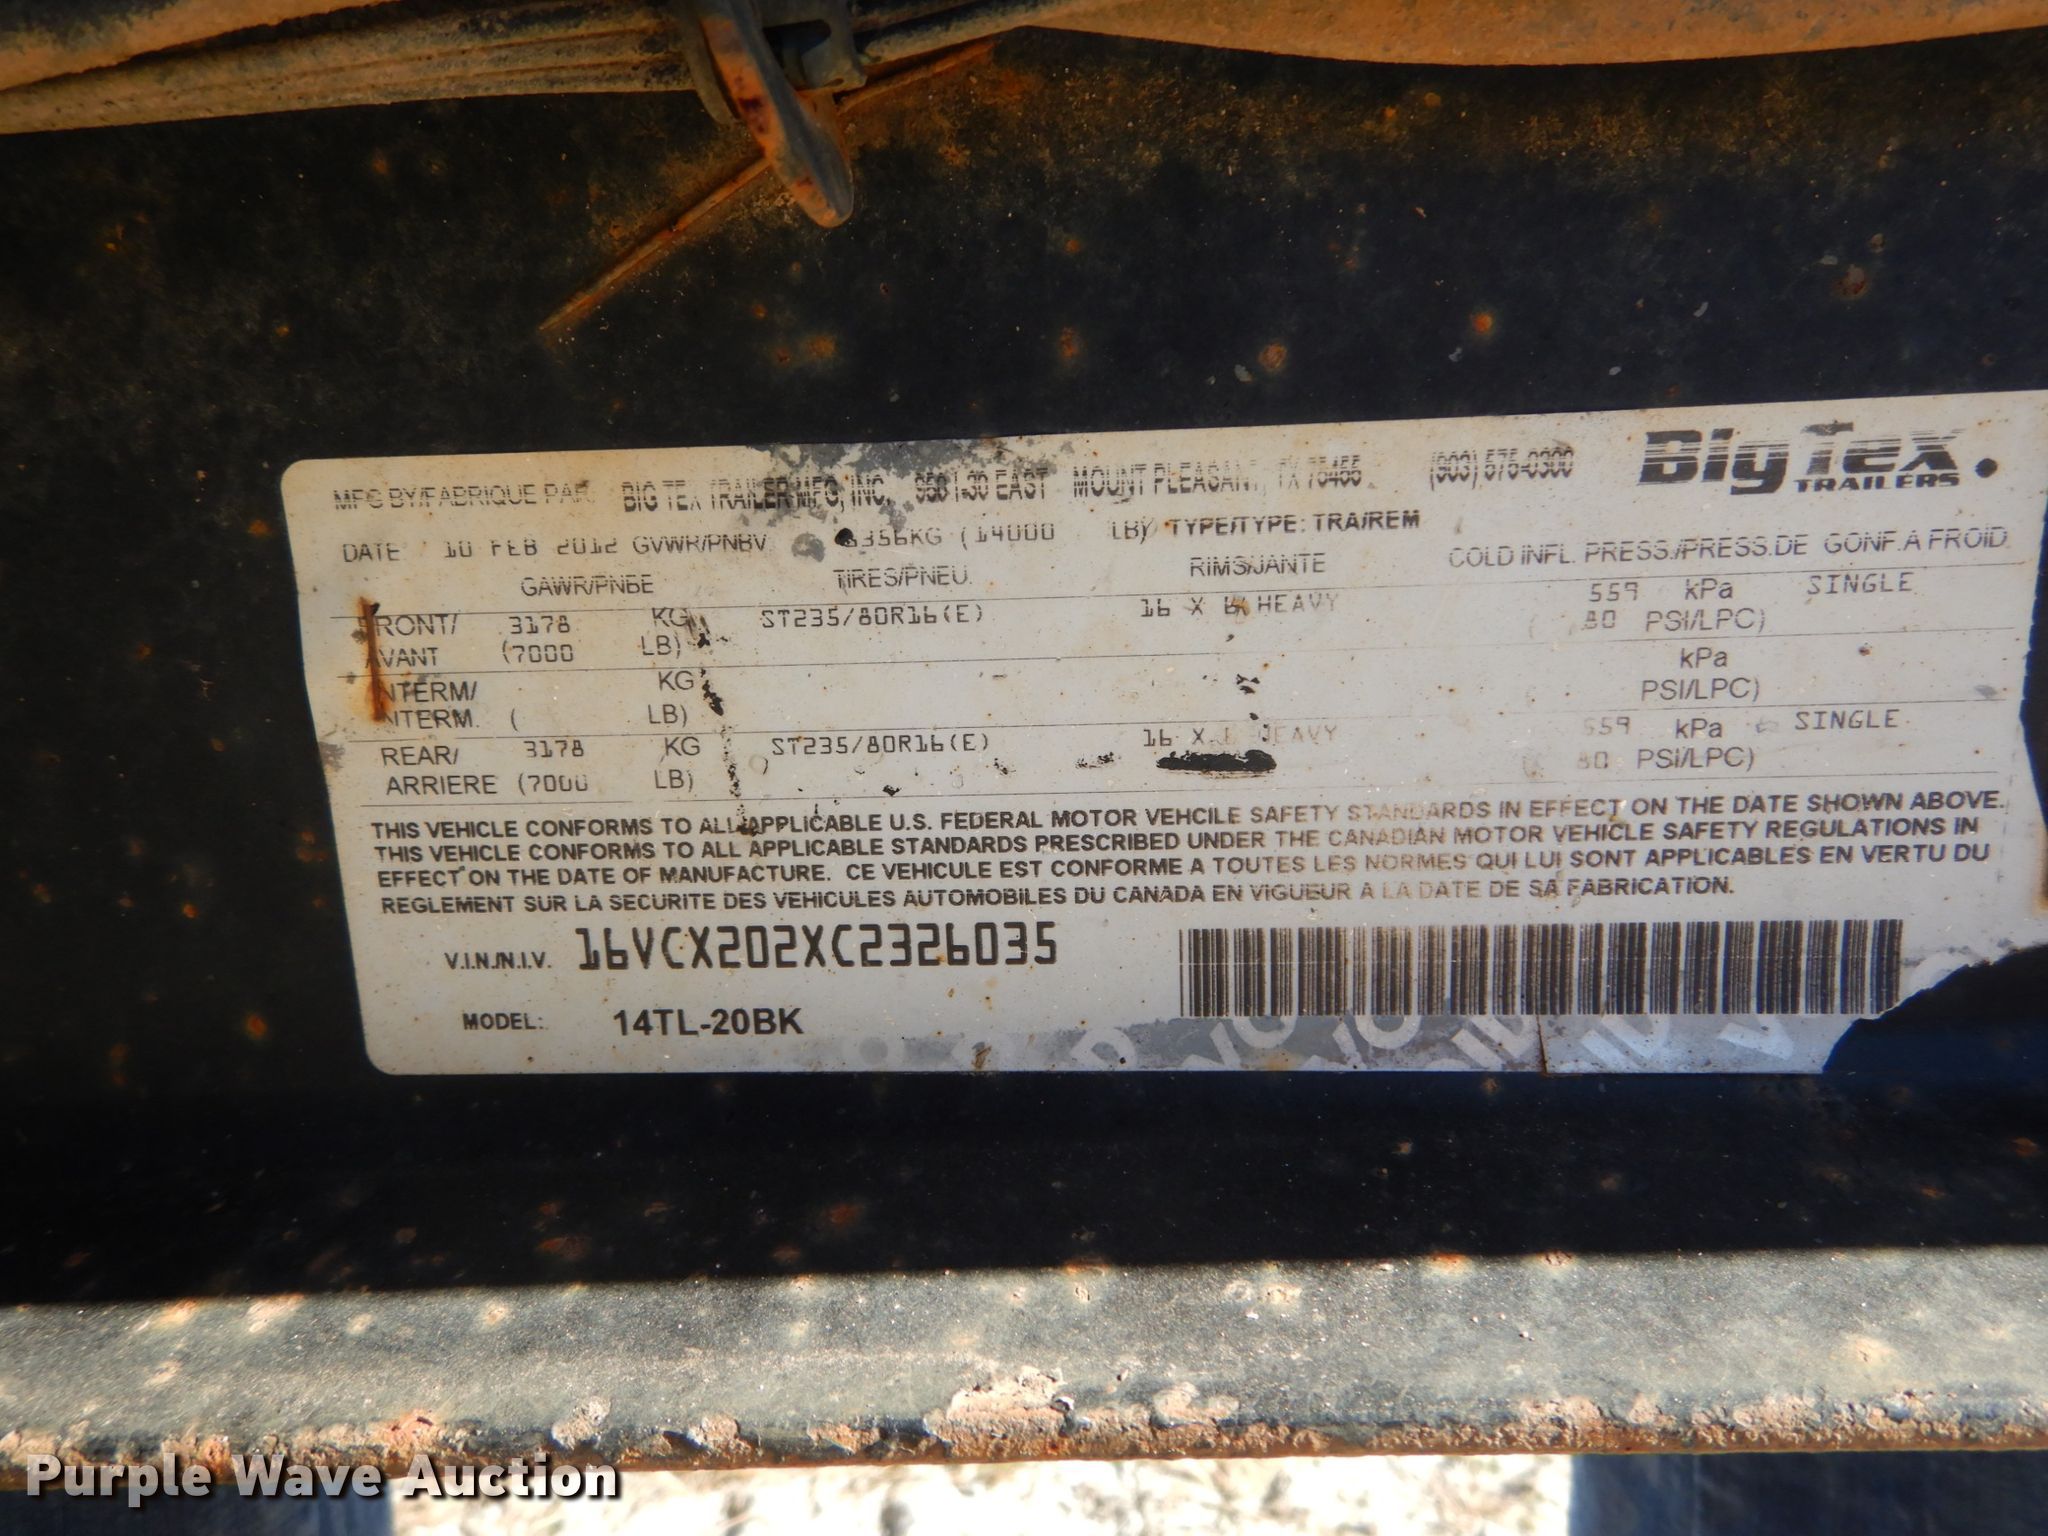 MFG BY/FABRIQUE PAR: BIG TEX TRAILER MFG, INC. 950 I-30 EAST MOUNT PLEASANT, TX 75455 (903) 575-0300 Big Tex TRAILERS
DATE 10 FEB 2012 GVWR/PNBV 6356KG (14000 LB) TYPE/TYPE: TRA/REM
GAWR/PNBE TIRES/PNEU RIMS/JANTE COLD INFL. PRESS./PRESS.DE GONF.A FROID
FRONT/ 3178 KG ST235/80R16(E) 16 X HEAVY 559 kPa SINGLE
AVANT (7000 LB) ( 80 PSI/LPC)
INTERM/ KG kPa
INTERM. ( LB) PSI/LPC)
REAR/ 3178 KG ST235/80R16(E) 16 X HEAVY 559 kPa SINGLE
ARRIERE (7000 LB) ( 80 PSI/LPC)
THIS VEHICLE CONFORMS TO ALL APPLICABLE U.S. FEDERAL MOTOR VEHCILE SAFETY STANDARDS IN EFFECT ON THE DATE SHOWN ABOVE.
THIS VEHICLE CONFORMS TO ALL APPLICABLE STANDARDS PRESCRIBED UNDER THE CANADIAN MOTOR VEHICLE SAFETY REGULATIONS IN
EFFECT ON THE DATE OF MANUFACTURE. CE VEHICULE EST CONFORME A TOUTES LES NORMES QUI LUI SONT APPLICABLES EN VERTU DU
REGLEMENT SUR LA SECURITE DES VEHICULES AUTOMOBILES DU CANADA EN VIGUEUR A LA DATE DE SA FABRICATION.
V.I.N./N.I.V. 16VCX202XC2326035
MODEL: 14TL-20BK
Purple Wave Auction